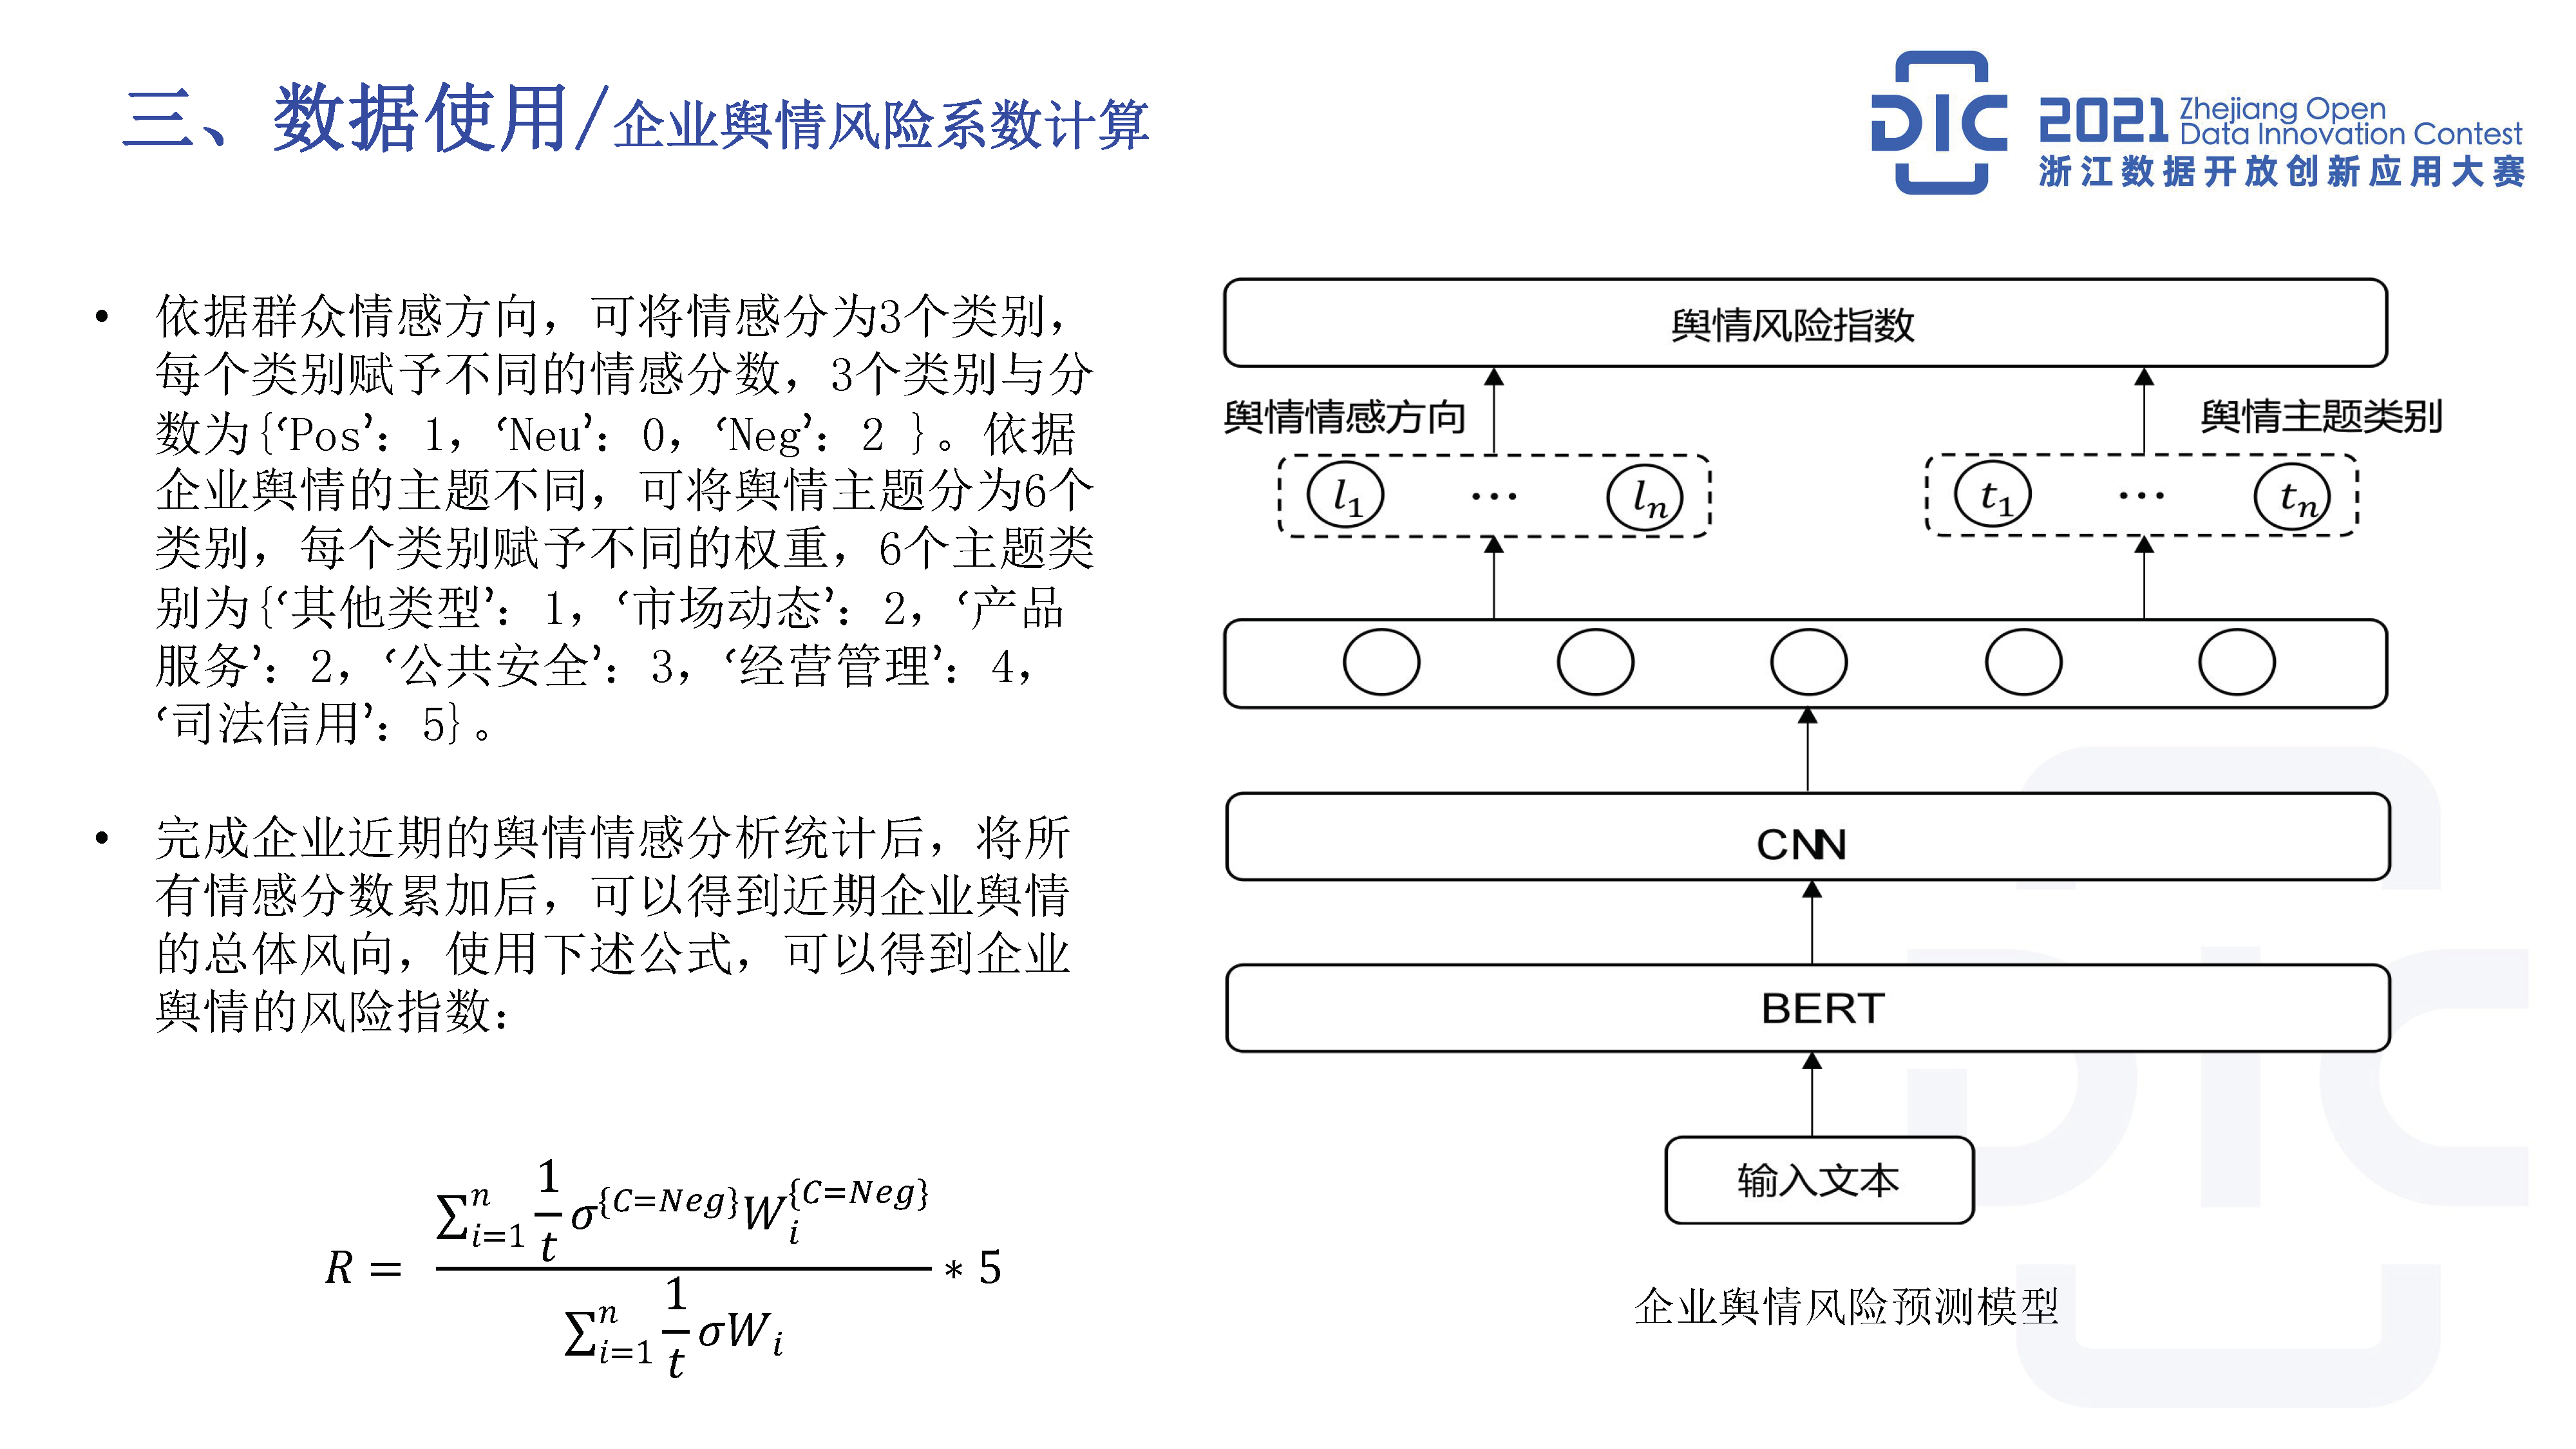 三、数据使用/企业舆情风险系数计算
DIC 2021 Zhejiang Open
Data Innovation Contest
浙江数据开放创新应用大赛
• 依据群众情感方向，可将情感分为3个类别，
每个类别赋予不同的情感分数，3个类别与分
数为{‘Pos’：1，‘Neu’：0，‘Neg’：2 }。依据
企业舆情的主题不同，可将舆情主题分为6个
类别，每个类别赋予不同的权重，6个主题类
别为{‘其他类型’：1，‘市场动态’：2，‘产品
服务’：2，‘公共安全’：3，‘经营管理’：4，
‘司法信用’：5}。
• 完成企业近期的舆情情感分析统计后，将所
有情感分数累加后，可以得到近期企业舆情
的总体风向，使用下述公式，可以得到企业
舆情的风险指数：
R = \frac{\sum_{i=1}^{n} \frac{1}{t} σ^{\{C=Neg\}} W_i^{\{C=Neg\}}}{\sum_{i=1}^{n} \frac{1}{t} σW_i} * 5
舆情风险指数
舆情情感方向
舆情主题类别
l_1 … l_n
t_1 … t_n
CNN
BERT
输入文本
企业舆情风险预测模型
DIC